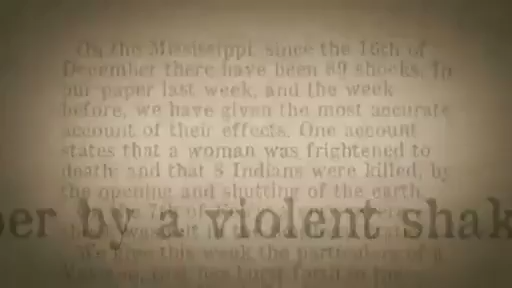 On the Mississippi, since the 16th of
December there have been 89 shocks. In
our paper last week, and the week
before, we have given the most accurate
account of their effects. One account
states that a woman was frightened to
death; and that 8 Indians were killed, by
the opening and shutting of the earth.
per by a violent shak
We give this week the particulars of a